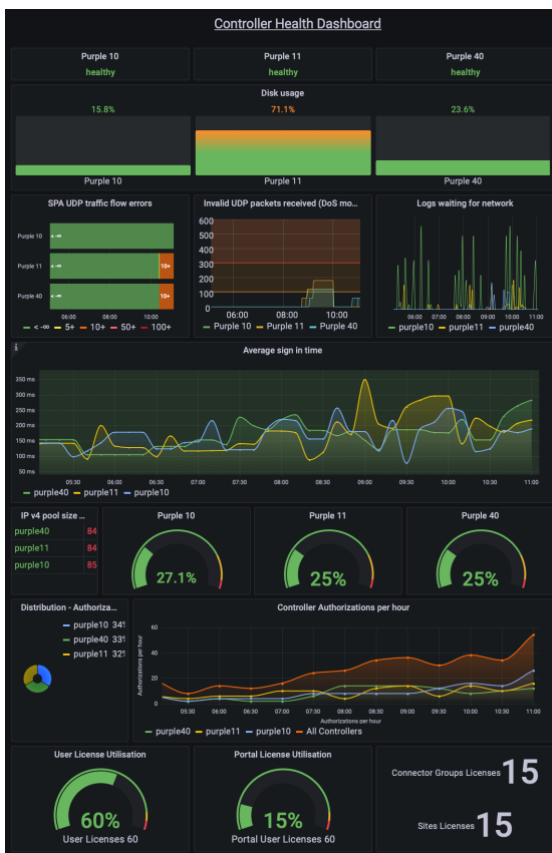 Controller Health Dashboard
Purple 10 Purple 11 Purple 40
healthy healthy healthy
Disk usage
15.8% 71.1% 23.6%
Purple 10 Purple 11 Purple 40
SPA UDP traffic flow errors
Purple 10 < -∞
Purple 11 < -∞ 10+
Purple 40 < -∞ 10+
06:00 08:00 10:00
< -∞ 5+ 10+ 50+ 100+
Invalid UDP packets received (DoS mo...
600
500
400
300
200
100
0
06:00 08:00 10:00
Purple 10 Purple 11 Purple 40
Logs waiting for network
06:00 07:00 08:00 09:00 10:00 11:00
purple10 purple11 purple40
i
Average sign in time
350 ms
300 ms
250 ms
200 ms
150 ms
100 ms
50 ms
05:30 06:00 06:30 07:00 07:30 08:00 08:30 09:00 09:30 10:00 10:30 11:00
purple40 purple11 purple10
IP v4 pool size ...
purple40 84
purple11 84
purple10 85
Purple 10
27.1%
Purple 11
25%
Purple 40
25%
Distribution - Authoriza...
purple10 34%
purple40 33%
purple11 32%
Controller Authorizations per hour
Authorizations per hour
60
40
20
0
05:30 06:00 06:30 07:00 07:30 08:00 08:30 09:00 09:30 10:00 10:30 11:00
Authorizations per hour
purple40 purple11 purple10 All Controllers
User License Utilisation
60%
User Licenses 60
Portal License Utilisation
15%
Portal User Licenses 60
Connector Groups Licenses 15
Sites Licenses 15